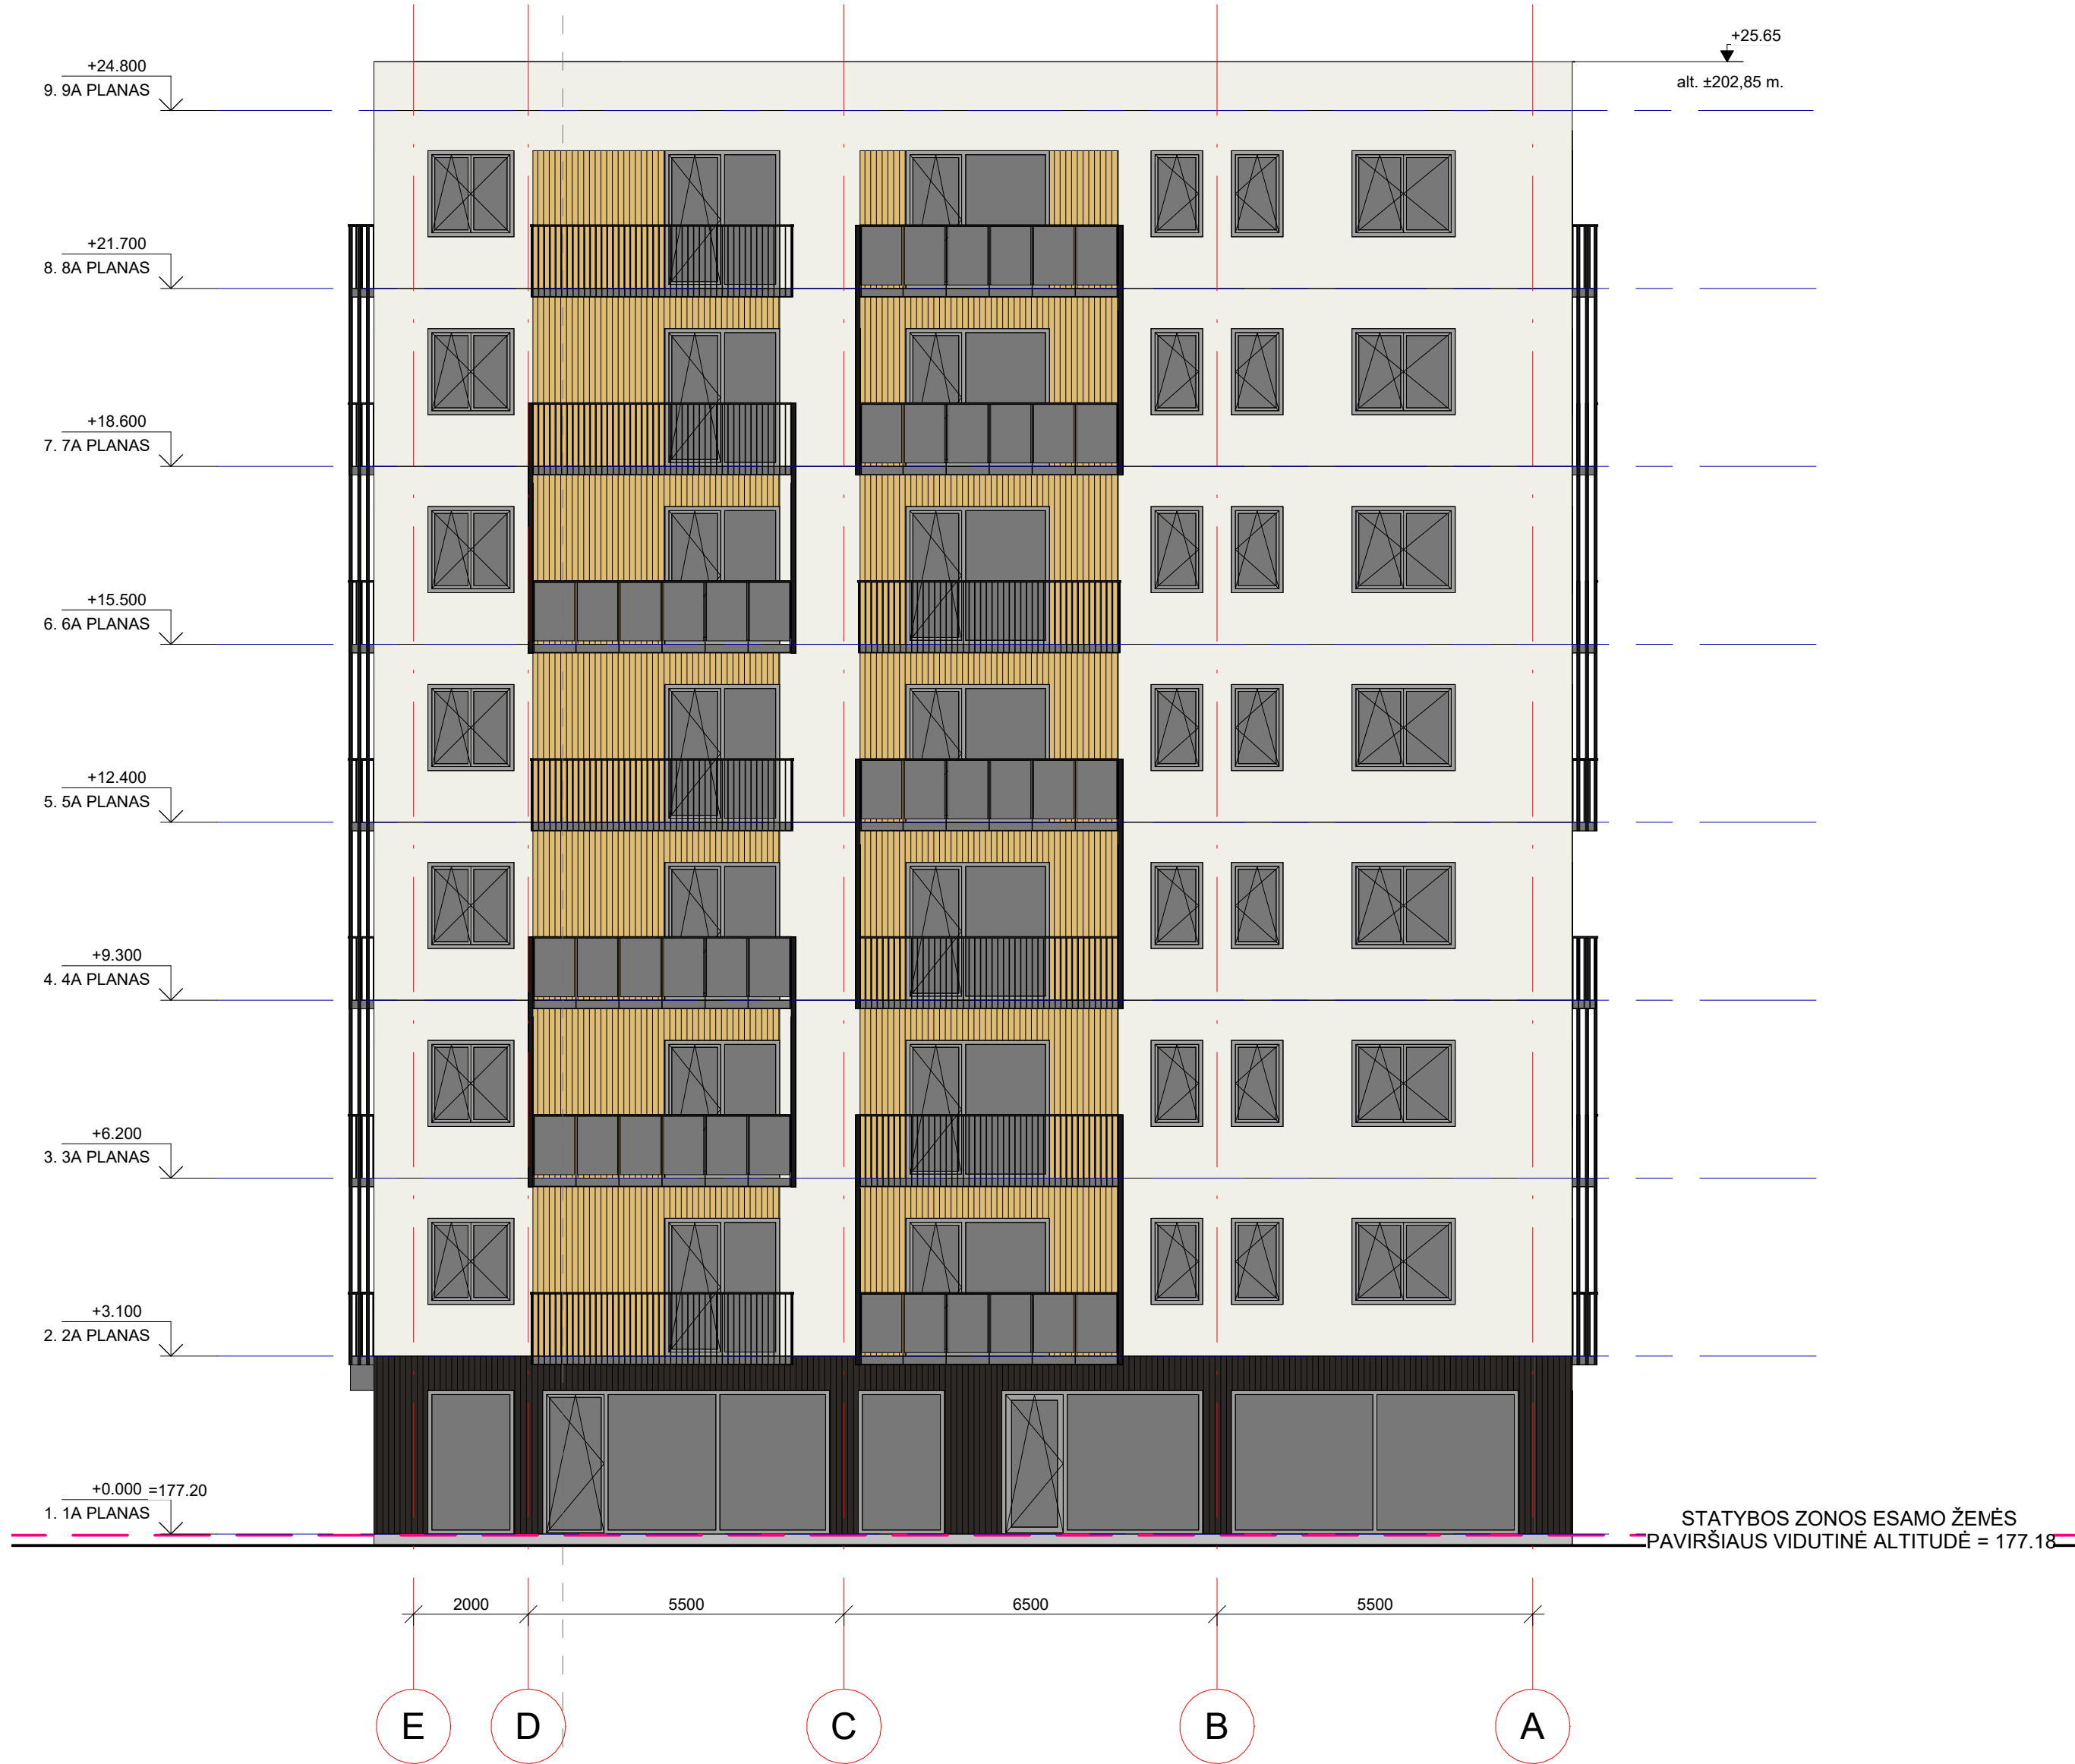 +25.65
alt. ±202,85 m.
+24.800
9. 9A PLANAS
+21.700
8. 8A PLANAS
+18.600
7. 7A PLANAS
+15.500
6. 6A PLANAS
+12.400
5. 5A PLANAS
+9.300
4. 4A PLANAS
+6.200
3. 3A PLANAS
+3.100
2. 2A PLANAS
+0.000 =177.20
1. 1A PLANAS
STATYBOS ZONOS ESAMO ŽEMĖS
PAVIRŠIAUS VIDUTINĖ ALTITUDĖ = 177.18
2000 5500 6500 5500
E D C B A